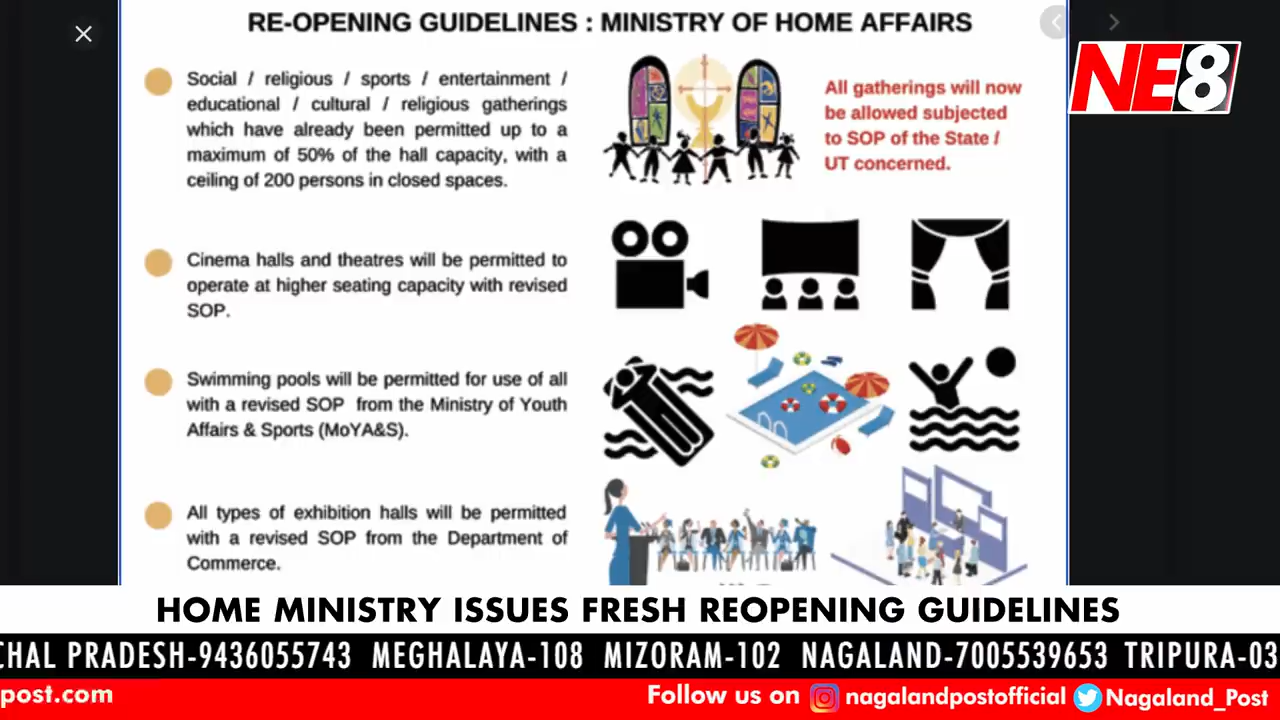 RE-OPENING GUIDELINES : MINISTRY OF HOME AFFAIRS
NE8
Social / religious / sports / entertainment /
educational / cultural / religious gatherings
which have already been permitted up to a
maximum of 50% of the hall capacity, with a
ceiling of 200 persons in closed spaces.
All gatherings will now
be allowed subjected
to SOP of the State /
UT concerned.
Cinema halls and theatres will be permitted to
operate at higher seating capacity with revised
SOP.
Swimming pools will be permitted for use of all
with a revised SOP from the Ministry of Youth
Affairs & Sports (MoYA&S).
All types of exhibition halls will be permitted
with a revised SOP from the Department of
Commerce.
HOME MINISTRY ISSUES FRESH REOPENING GUIDELINES
CHAL PRADESH-9436055743 MEGHALAYA-108 MIZORAM-102 NAGALAND-7005539653 TRIPURA-03
post.com Follow us on nagalandpostofficial Nagaland_Post